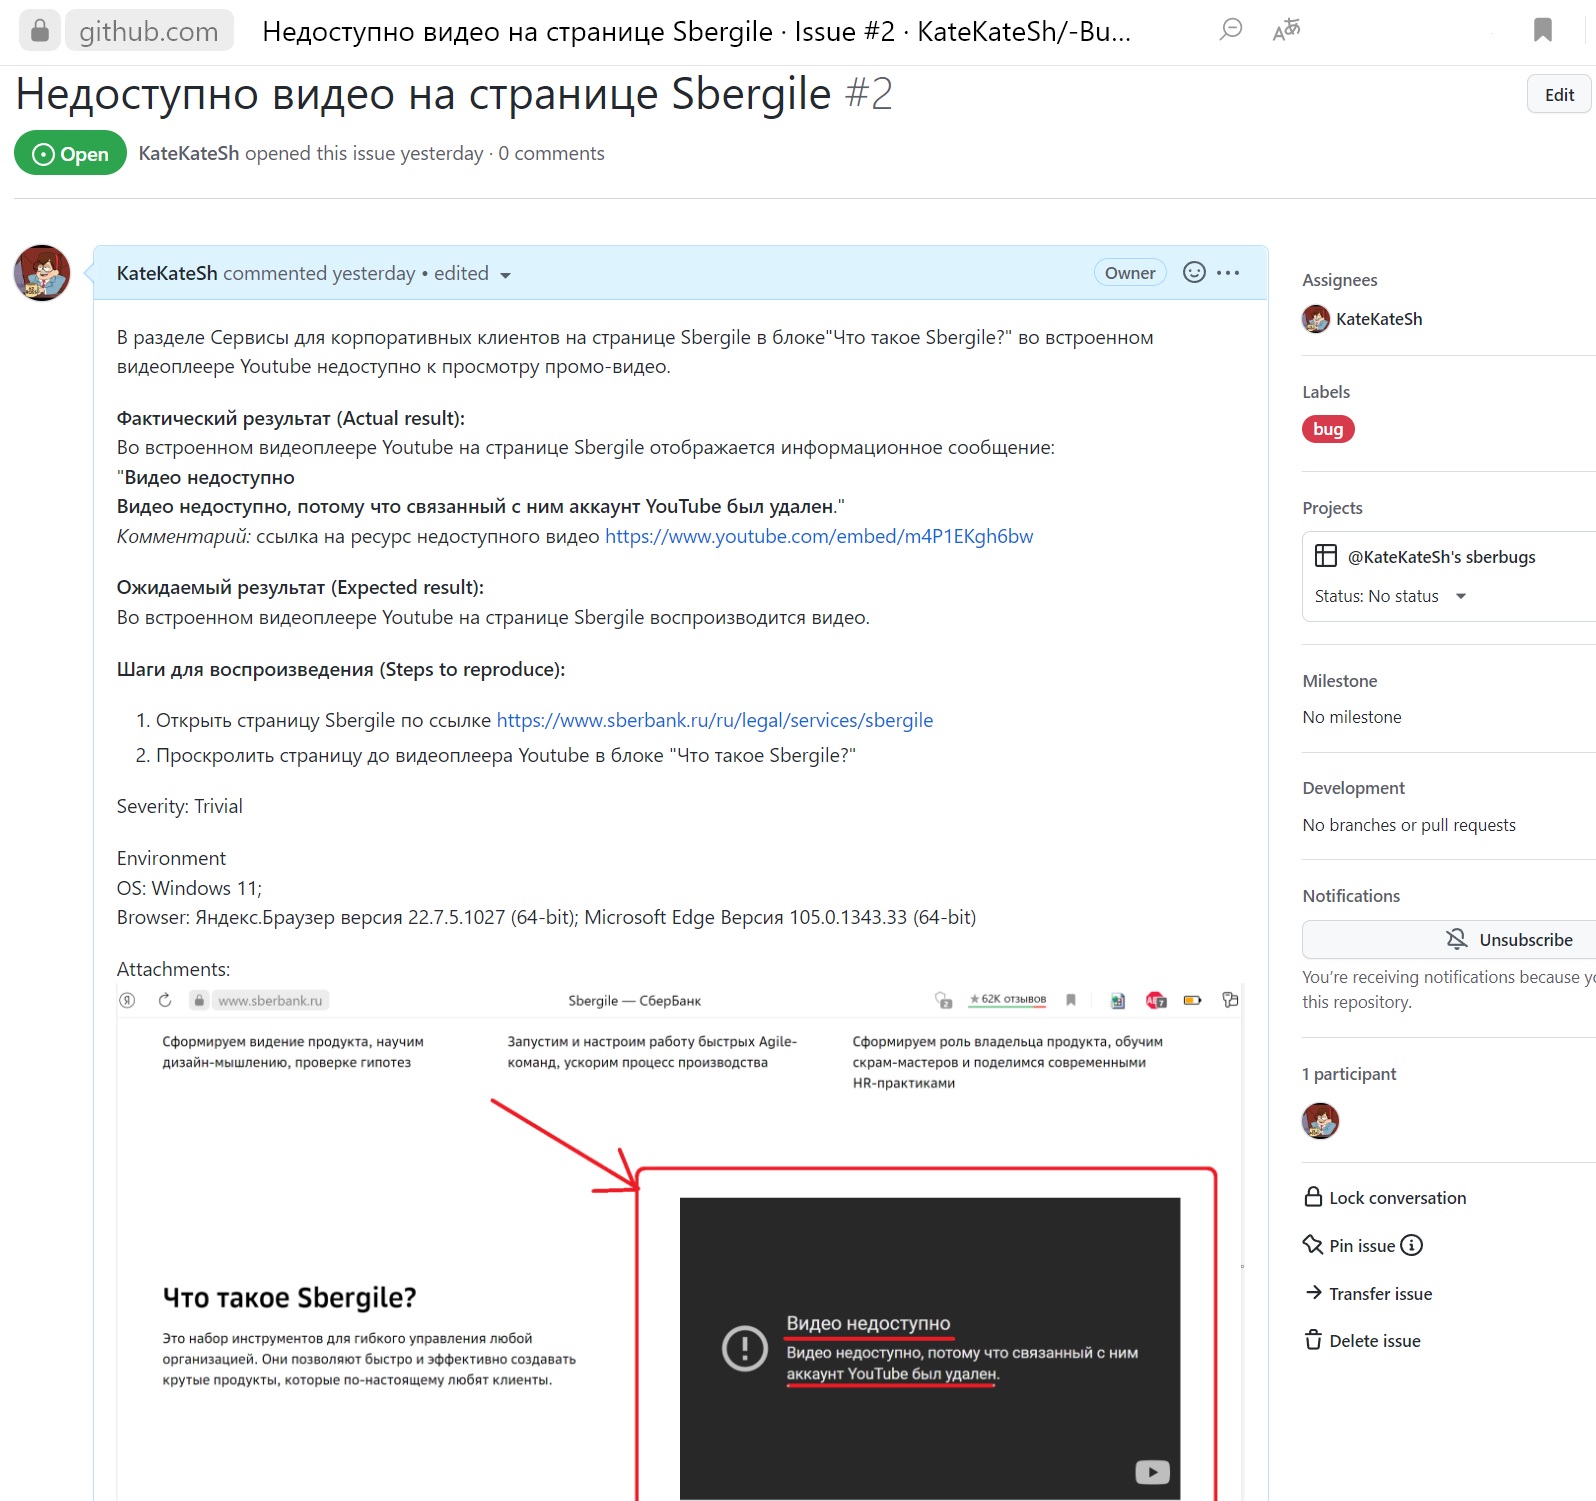 github.com Недоступно видео на странице Sbergile · Issue #2 · KateKateSh/-Bu...
Недоступно видео на странице Sbergile #2
Edit
Open KateKateSh opened this issue yesterday · 0 comments
KateKateSh commented yesterday • edited Owner
В разделе Сервисы для корпоративных клиентов на странице Sbergile в блоке"Что такое Sbergile?" во встроенном
видеоплеере Youtube недоступно к просмотру промо-видео.
Фактический результат (Actual result):
Во встроенном видеоплеере Youtube на странице Sbergile отображается информационное сообщение:
"Видео недоступно
Видео недоступно, потому что связанный с ним аккаунт YouTube был удален."
Комментарий: ссылка на ресурс недоступного видео https://www.youtube.com/embed/m4P1EKgh6bw
Ожидаемый результат (Expected result):
Во встроенном видеоплеере Youtube на странице Sbergile воспроизводится видео.
Шаги для воспроизведения (Steps to reproduce):
1. Открыть страницу Sbergile по ссылке https://www.sberbank.ru/ru/legal/services/sbergile
2. Проскролить страницу до видеоплеера Youtube в блоке "Что такое Sbergile?"
Severity: Trivial
Environment
OS: Windows 11;
Browser: Яндекс.Браузер версия 22.7.5.1027 (64-bit); Microsoft Edge Версия 105.0.1343.33 (64-bit)
Attachments:
www.sberbank.ru Sbergile — СберБанк 2 ★ 62К отзывов 7
Сформируем видение продукта, научим
дизайн-мышлению, проверке гипотез
Запустим и настроим работу быстрых Agile-
команд, ускорим процесс производства
Сформируем роль владельца продукта, обучим
скрам-мастеров и поделимся современными
HR-практиками
Что такое Sbergile?
Это набор инструментов для гибкого управления любой
организацией. Они позволяют быстро и эффективно создавать
крутые продукты, которые по-настоящему любят клиенты.
Видео недоступно
Видео недоступно, потому что связанный с ним
аккаунт YouTube был удален.
Assignees
KateKateSh
Labels
bug
Projects
@KateKateSh's sberbugs
Status: No status
Milestone
No milestone
Development
No branches or pull requests
Notifications
Unsubscribe
You're receiving notifications because yo
this repository.
1 participant
Lock conversation
Pin issue
Transfer issue
Delete issue